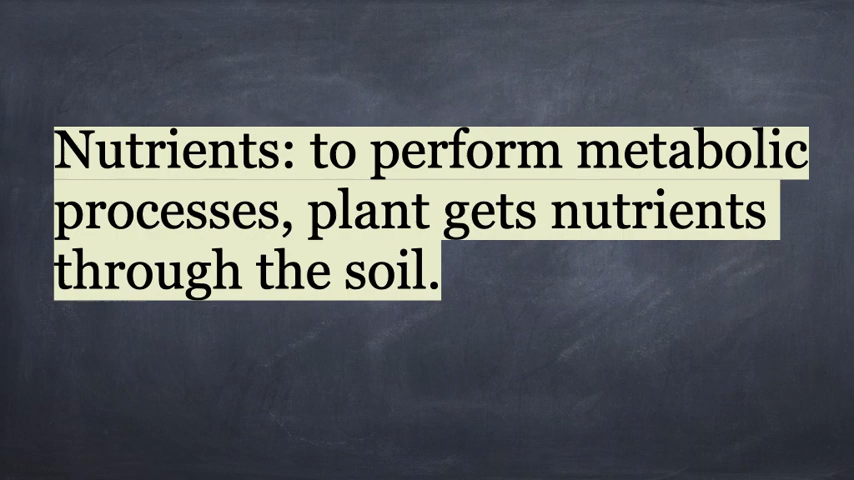 Nutrients: to perform metabolic
processes, plant gets nutrients
through the soil.